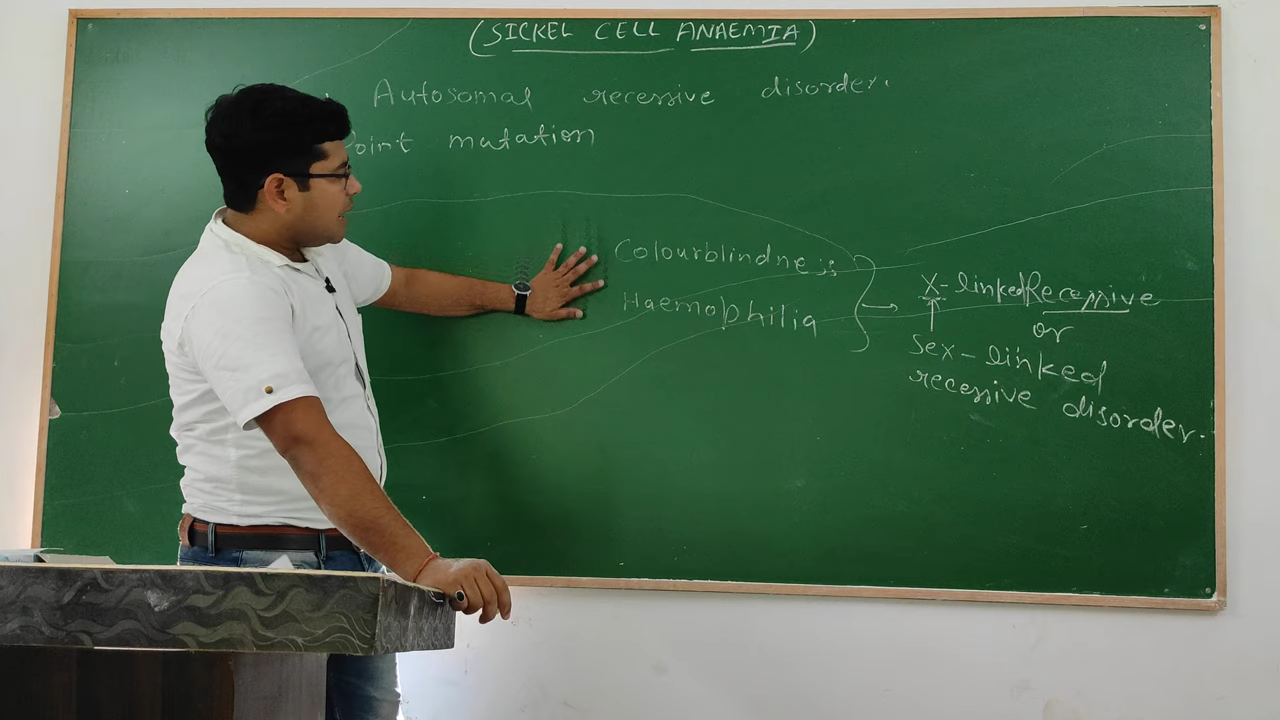 (SICKEL CELL ANAEMIA)
Autosomal recessive disorder.
Point mutation
Colourblindness
Haemophilia
X-linked Recessive
or
Sex-linked
recessive disorder.